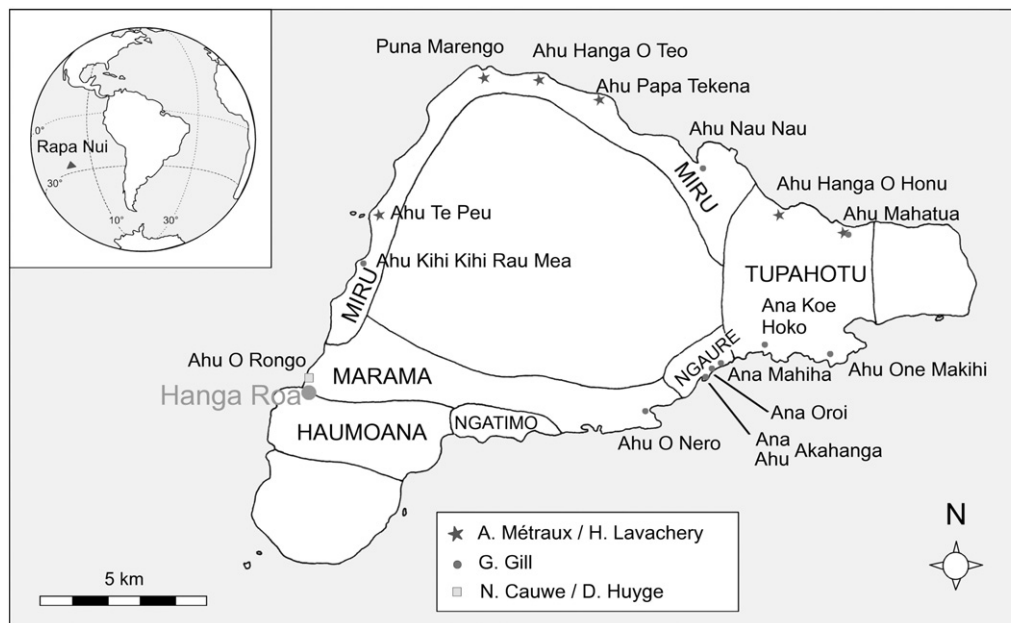 Rapa Nui
0°
30°
30°
10°
30°
Puna Marengo
Ahu Hanga O Teo
Ahu Papa Tekena
Ahu Nau Nau
MIRU
Ahu Hanga O Honu
Ahu Mahatua
Ahu Te Peu
Ahu Kihi Kihi Rau Mea
MIRU
TUPAHOTU
Ana Koe
Hoko
Ahu O Rongo
Hanga Roa
MARAMA
NGAURE
Ana Mahiha
Ahu One Makihi
HAUMOANA
NGATIMO
Ahu O Nero
Ana Oroi
Ana
Ahu
Akahanga
A. Métraux / H. Lavachery
G. Gill
N. Cauwe / D. Huyge
5 km
N